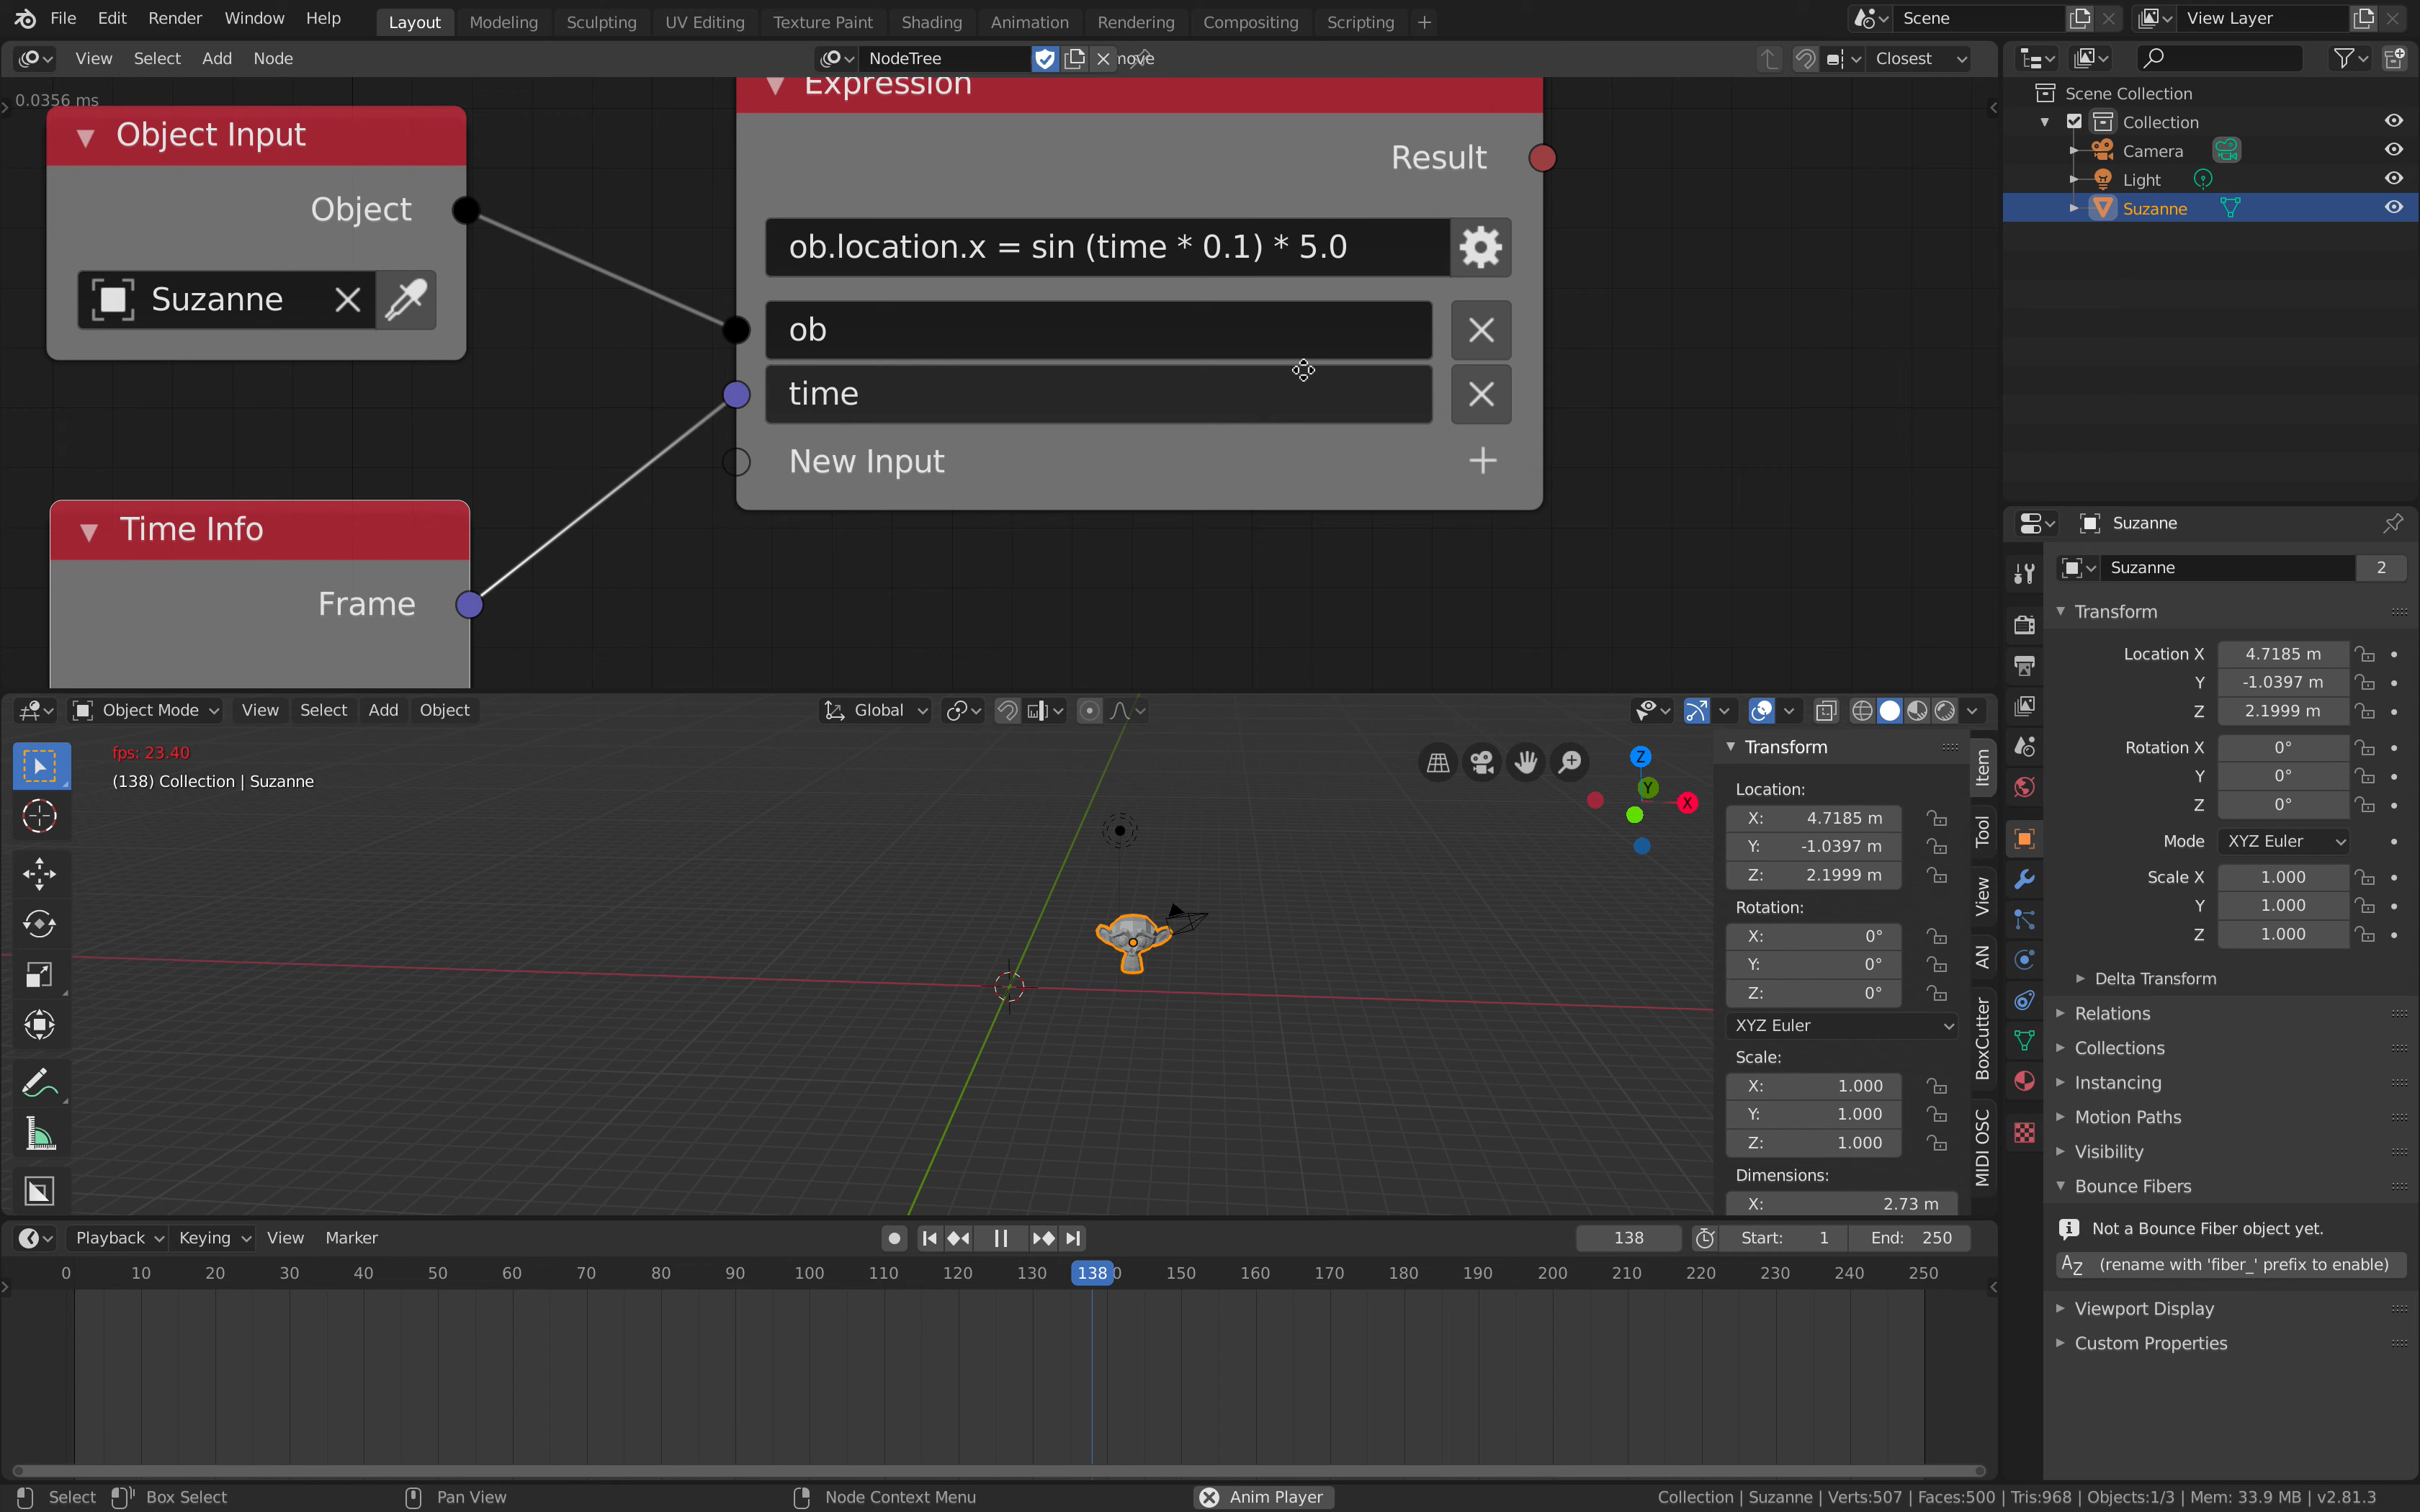 File Edit Render Window Help Layout Modeling Sculpting UV Editing Texture Paint Shading Animation Rendering Compositing Scripting + Scene View Layer
View Select Add Node NodeTree Closest
0.0356 ms
Object Input
Object
Suzanne
Expression
Result
ob.location.x = sin (time * 0.1) * 5.0
ob
time
New Input
Time Info
Frame
Scene Collection
Collection
Camera
Light
Suzanne
Suzanne
Suzanne 2
Transform
Location X 4.7185 m
Y -1.0397 m
Z 2.1999 m
Rotation X 0°
Y 0°
Z 0°
Mode XYZ Euler
Scale X 1.000
Y 1.000
Z 1.000
Delta Transform
Relations
Collections
Instancing
Motion Paths
Visibility
Bounce Fibers
Not a Bounce Fiber object yet.
(rename with 'fiber_' prefix to enable)
Viewport Display
Custom Properties
Object Mode View Select Add Object Global
fps: 23.40
(138) Collection | Suzanne
Z
Y
X
Transform
Location:
X: 4.7185 m
Y: -1.0397 m
Z: 2.1999 m
Rotation:
X: 0°
Y: 0°
Z: 0°
XYZ Euler
Scale:
X: 1.000
Y: 1.000
Z: 1.000
Dimensions:
X: 2.73 m
Item
Tool
View
AN
BoxCutter
MIDI OSC
Playback Keying View Marker 138 Start: 1 End: 250
0 10 20 30 40 50 60 70 80 90 100 110 120 130 138 150 160 170 180 190 200 210 220 230 240 250
Select Box Select Pan View Node Context Menu Anim Player Collection | Suzanne | Verts:507 | Faces:500 | Tris:968 | Objects:1/3 | Mem: 33.9 MB | v2.81.3